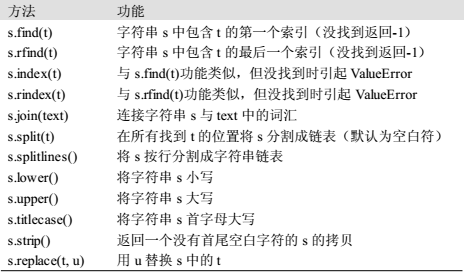 方法 功能
s.find(t) 字符串 s 中包含 t 的第一个索引（没找到返回-1）
s.rfind(t) 字符串 s 中包含 t 的最后一个索引（没找到返回-1）
s.index(t) 与 s.find(t)功能类似，但没找到时引起 ValueError
s.rindex(t) 与 s.rfind(t)功能类似，但没找到时引起 ValueError
s.join(text) 连接字符串 s 与 text 中的词汇
s.split(t) 在所有找到 t 的位置将 s 分割成链表（默认为空白符）
s.splitlines() 将 s 按行分割成字符串链表
s.lower() 将字符串 s 小写
s.upper() 将字符串 s 大写
s.titlecase() 将字符串 s 首字母大写
s.strip() 返回一个没有首尾空白字符的 s 的拷贝
s.replace(t, u) 用 u 替换 s 中的 t